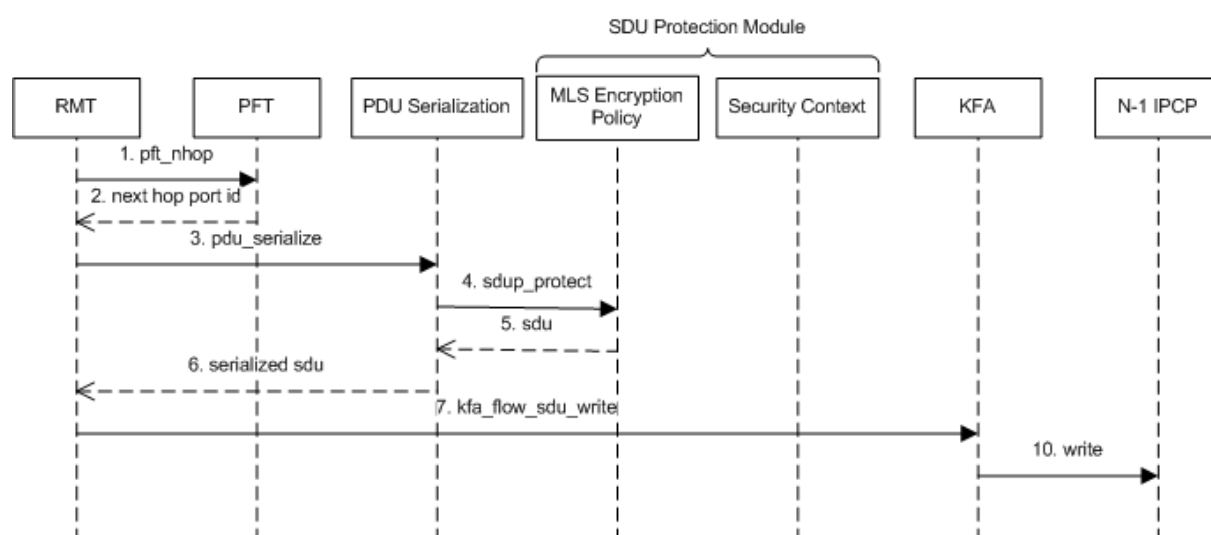 SDU Protection Module
RMT
PFT
PDU Serialization
MLS Encryption
Policy
Security Context
KFA
N-1 IPCP
1. pft_nhop
2. next hop port id
3. pdu_serialize
4. sdup_protect
5. sdu
6. serialized sdu
7. kfa_flow_sdu_write
10. write